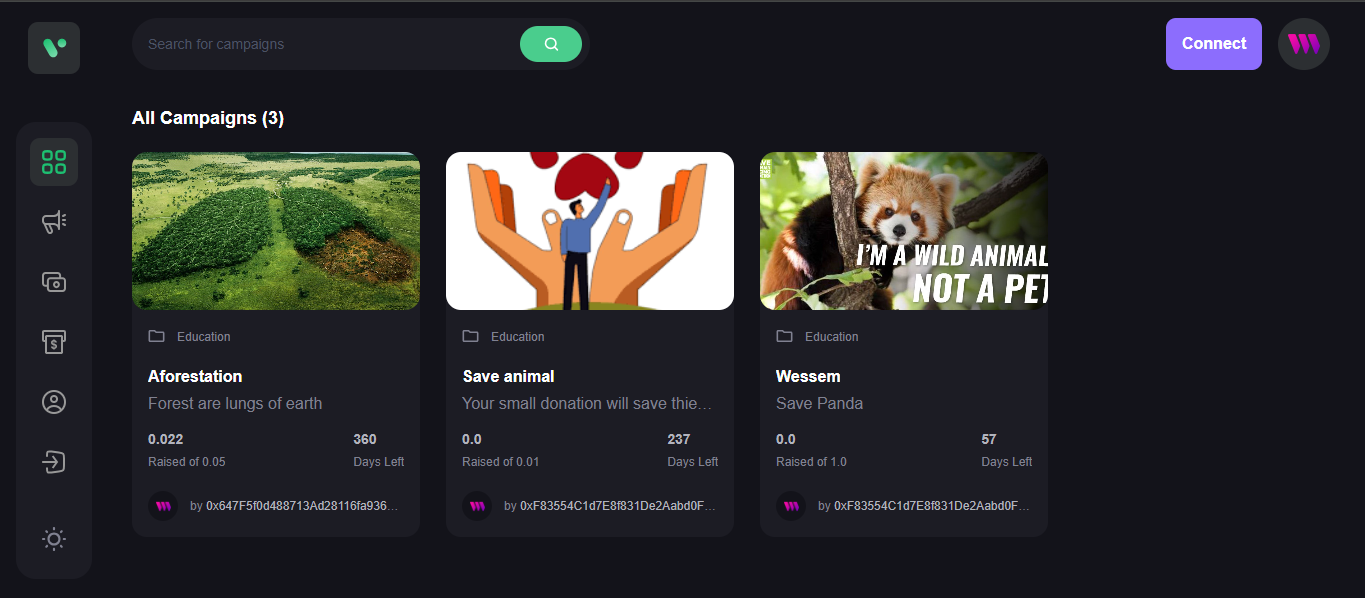 Search for campaigns
Connect
All Campaigns (3)
I'M A WILD ANIMAL
NOT A PET
Education
Aforestation
Forest are lungs of earth
0.022
360
Raised of 0.05
Days Left
by 0x647F5f0d488713Ad28116fa936...
Education
Save animal
Your small donation will save thie...
0.0
237
Raised of 0.01
Days Left
by 0xF83554C1d7E8f831De2Aabd0F...
Education
Wessem
Save Panda
0.0
57
Raised of 1.0
Days Left
by 0xF83554C1d7E8f831De2Aabd0F...